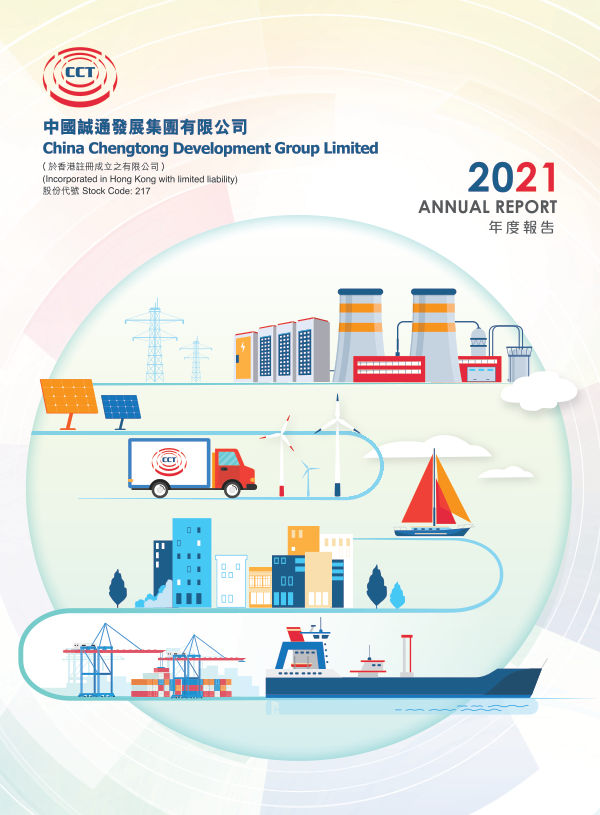 CCT
中國誠通發展集團有限公司
China Chengtong Development Group Limited
（於香港註冊成立之有限公司）
(Incorporated in Hong Kong with limited liability)
股份代號 Stock Code: 217
2021
ANNUAL REPORT
年度報告
CCT